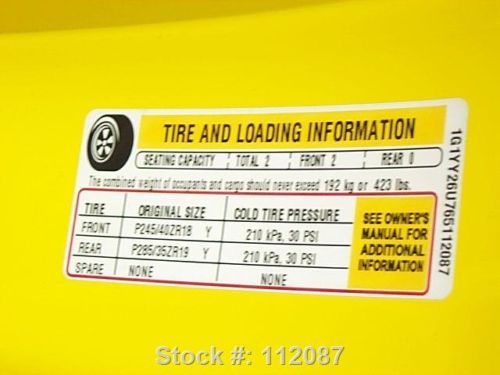 TIRE AND LOADING INFORMATION
SEATING CAPACITY TOTAL 2 FRONT 2 REAR 0
The combined weight of occupants and cargo should never exceed 192 kg or 423 lbs.
TIRE ORIGINAL SIZE COLD TIRE PRESSURE
FRONT P245/40ZR18 Y 210 kPa, 30 PSI
REAR P285/35ZR19 Y 210 kPa, 30 PSI
SPARE NONE NONE
SEE OWNER'S
MANUAL FOR
ADDITIONAL
INFORMATION
1G1YY26U765112087
Stock #: 112087